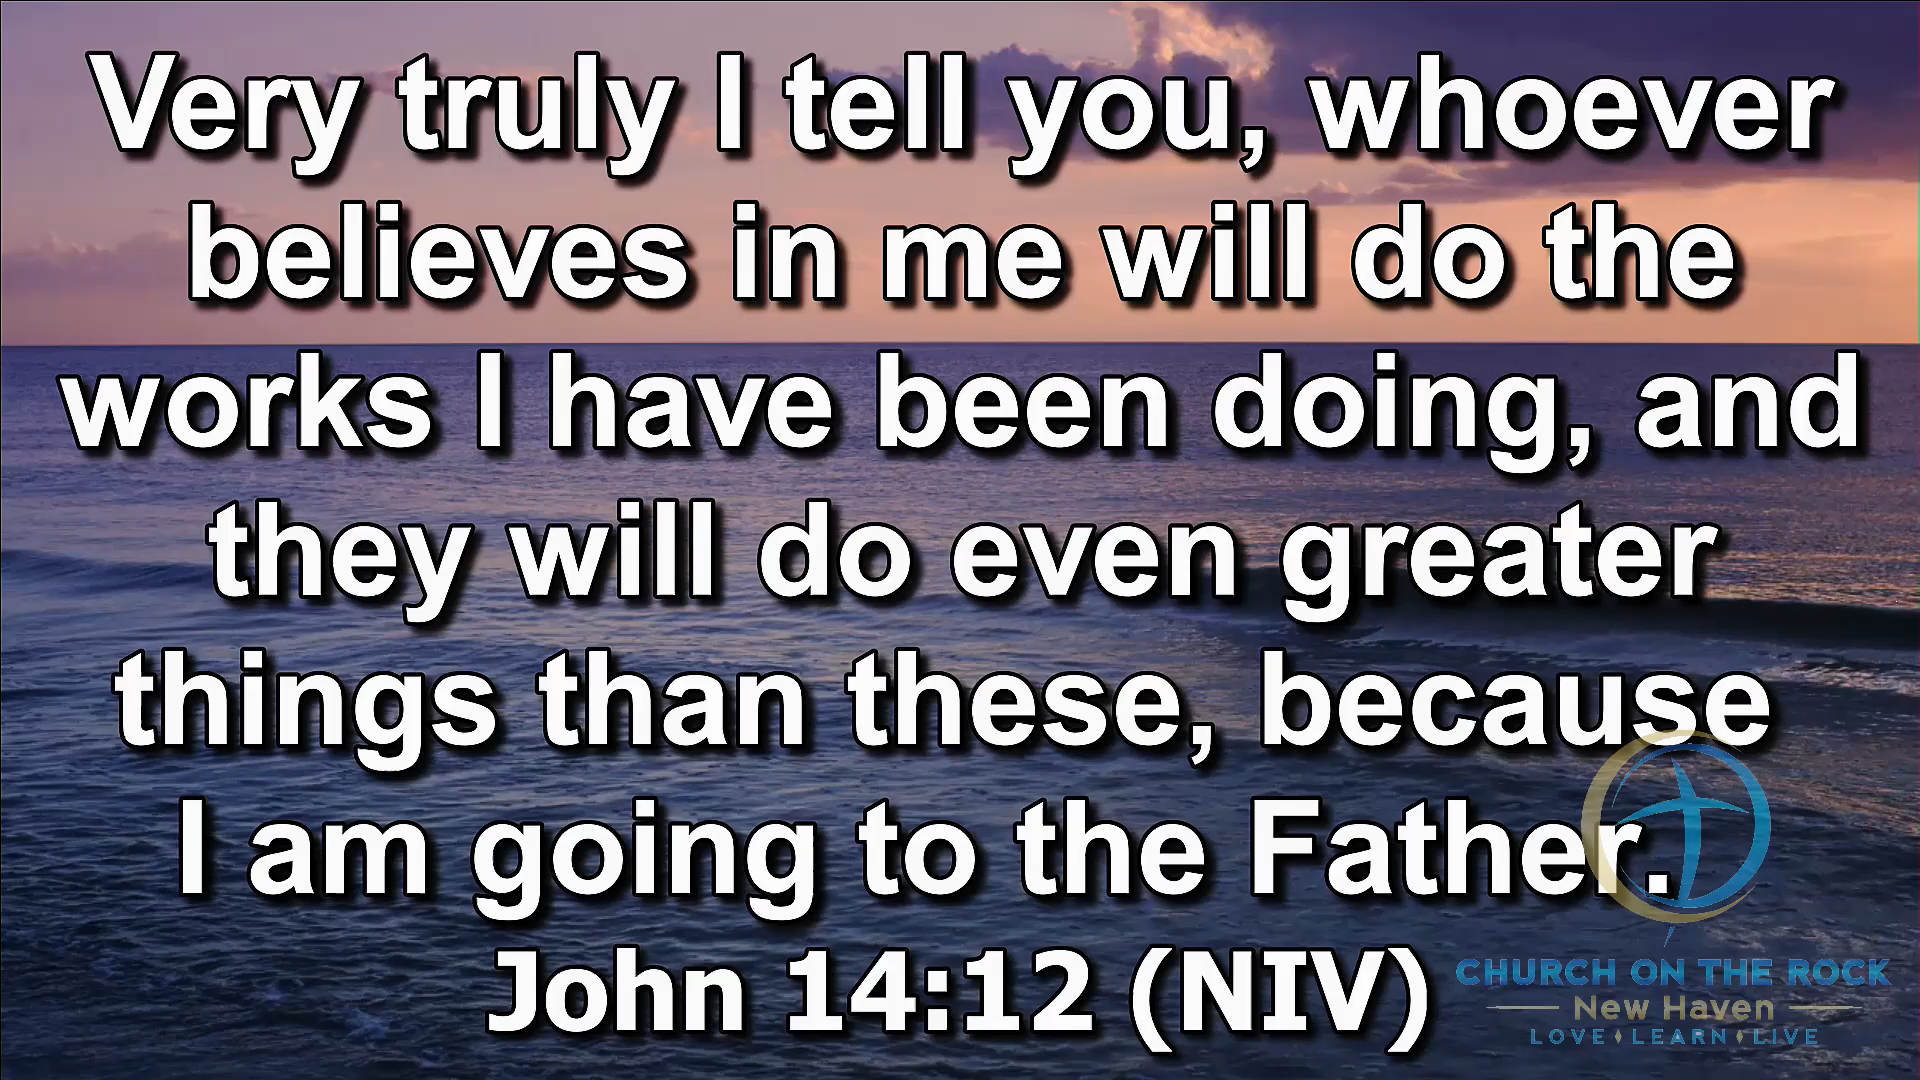 Very truly I tell you, whoever
believes in me will do the
works I have been doing, and
they will do even greater
things than these, because
I am going to the Father.
John 14:12 (NIV)
CHURCH ON THE ROCK
New Haven
LOVE LEARN LIVE